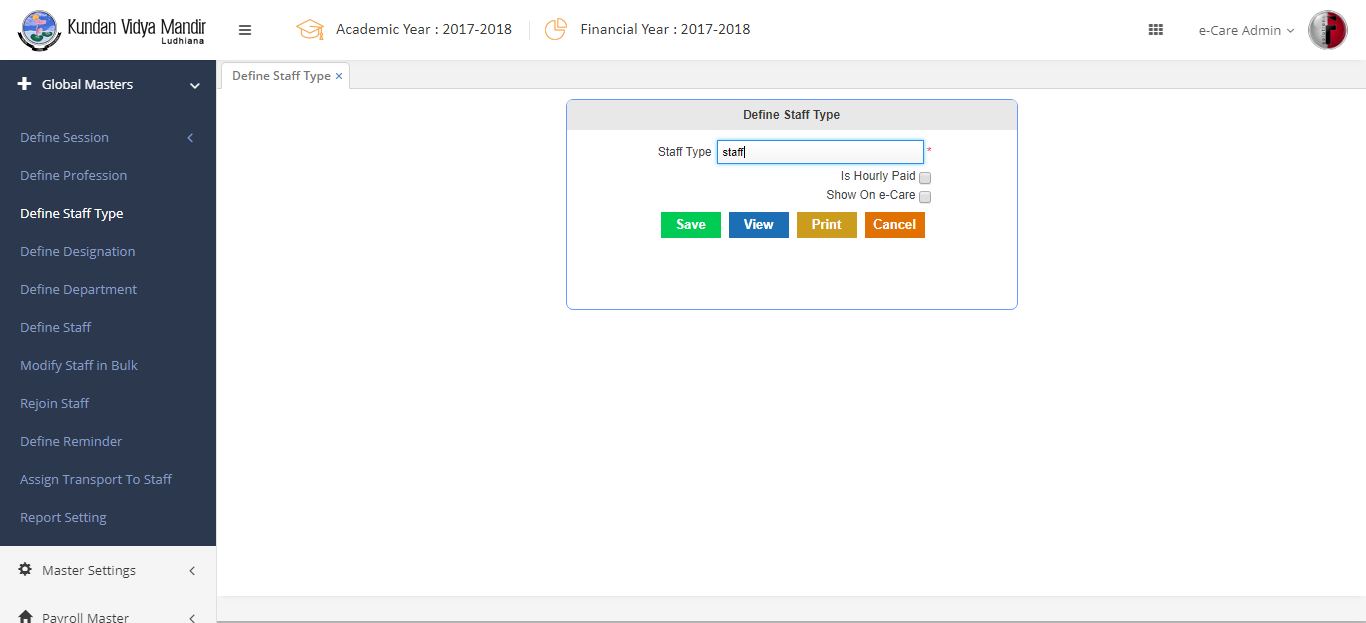 Kundan Vidya Mandir
Ludhiana
Academic Year : 2017-2018
Financial Year : 2017-2018
e-Care Admin
Global Masters
Define Session
Define Profession
Define Staff Type
Define Designation
Define Department
Define Staff
Modify Staff in Bulk
Rejoin Staff
Define Reminder
Assign Transport To Staff
Report Setting
Master Settings
Payroll Master
Define Staff Type ×
Define Staff Type
Staff Type staff *
Is Hourly Paid
Show On e-Care
Save View Print Cancel